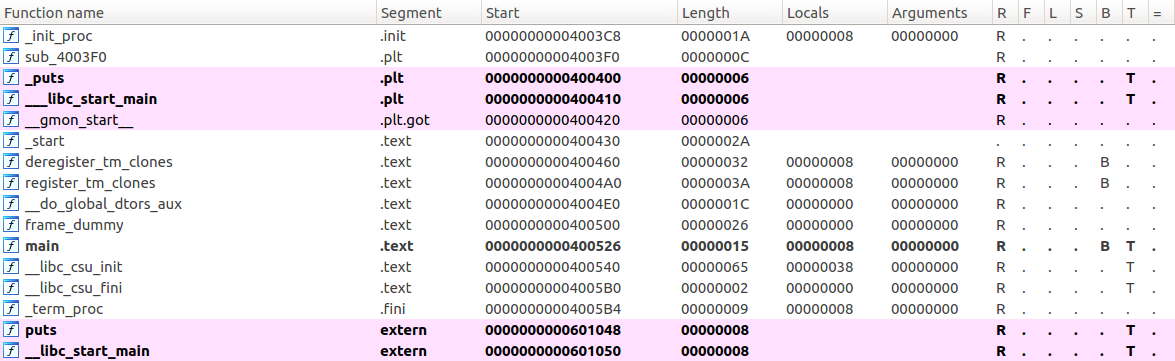 Function name Segment Start Length Locals Arguments R F L S B T =
f _init_proc .init 00000000004003C8 0000001A 00000008 00000000 R . . . . . .
f sub_4003F0 .plt 00000000004003F0 0000000C R . . . . . .
f _puts .plt 0000000000400400 00000006 R . . . . T .
f ___libc_start_main .plt 0000000000400410 00000006 R . . . . T .
f __gmon_start__ .plt.got 0000000000400420 00000006 R . . . . . .
f _start .text 0000000000400430 0000002A . . . . . . .
f deregister_tm_clones .text 0000000000400460 00000032 00000008 00000000 R . . . B . .
f register_tm_clones .text 00000000004004A0 0000003A 00000008 00000000 R . . . B . .
f __do_global_dtors_aux .text 00000000004004E0 0000001C 00000000 00000000 R . . . . . .
f frame_dummy .text 0000000000400500 00000026 00000000 00000000 R . . . . . .
f main .text 0000000000400526 00000015 00000008 00000000 R . . . B T .
f __libc_csu_init .text 0000000000400540 00000065 00000038 00000000 R . . . . T .
f __libc_csu_fini .text 00000000004005B0 00000002 00000000 00000000 R . . . . T .
f _term_proc .fini 00000000004005B4 00000009 00000008 00000000 R . . . . . .
f puts extern 0000000000601048 00000008 R . . . . T .
f __libc_start_main extern 0000000000601050 00000008 R . . . . T .